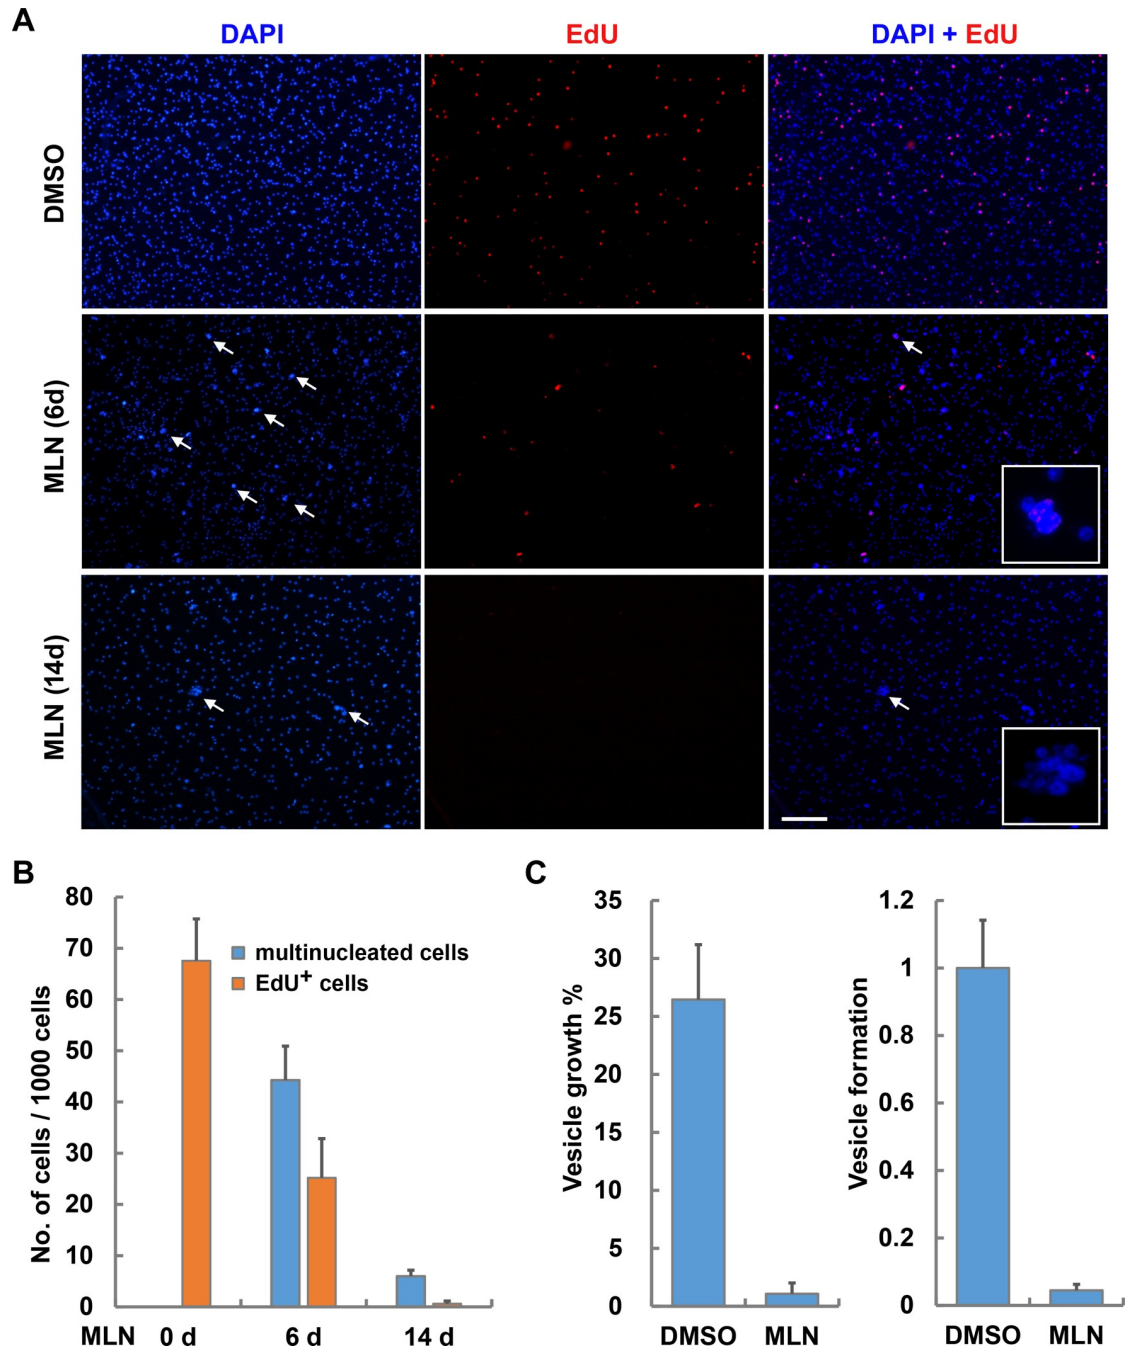 A
DAPI EdU DAPI + EdU
DMSO
MLN (6d)
MLN (14d)
B
80
70
60
50
40
30
20
10
0
No. of cells / 1000 cells
multinucleated cells
EdU+ cells
MLN 0 d 6 d 14 d
C
35
30
25
20
15
10
5
0
Vesicle growth %
DMSO MLN
1.2
1
0.8
0.6
0.4
0.2
0
Vesicle formation
DMSO MLN